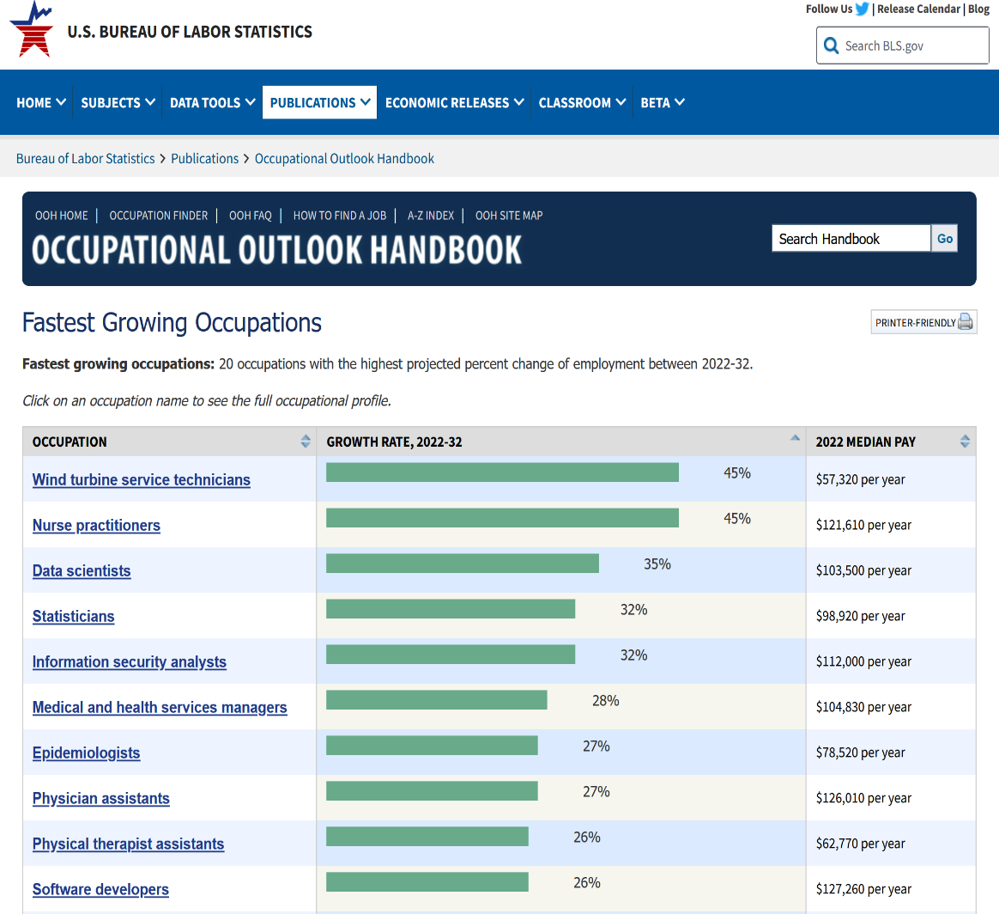 Follow Us | Release Calendar | Blog
U.S. BUREAU OF LABOR STATISTICS
Search BLS.gov
HOME SUBJECTS DATA TOOLS PUBLICATIONS ECONOMIC RELEASES CLASSROOM BETA
Bureau of Labor Statistics > Publications > Occupational Outlook Handbook
OOH HOME | OCCUPATION FINDER | OOH FAQ | HOW TO FIND A JOB | A-Z INDEX | OOH SITE MAP
OCCUPATIONAL OUTLOOK HANDBOOK
Search Handbook Go
Fastest Growing Occupations
PRINTER-FRIENDLY
Fastest growing occupations: 20 occupations with the highest projected percent change of employment between 2022-32.
Click on an occupation name to see the full occupational profile.
OCCUPATION GROWTH RATE, 2022-32 2022 MEDIAN PAY
Wind turbine service technicians 45% $57,320 per year
Nurse practitioners 45% $121,610 per year
Data scientists 35% $103,500 per year
Statisticians 32% $98,920 per year
Information security analysts 32% $112,000 per year
Medical and health services managers 28% $104,830 per year
Epidemiologists 27% $78,520 per year
Physician assistants 27% $126,010 per year
Physical therapist assistants 26% $62,770 per year
Software developers 26% $127,260 per year